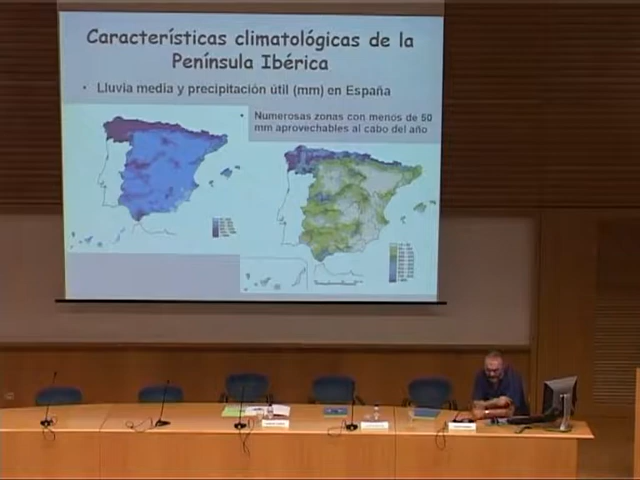 Características climatológicas de la
Península Ibérica
• Lluvia media y precipitación útil (mm) en España
• Numerosas zonas con menos de 50
mm aprovechables al cabo del año